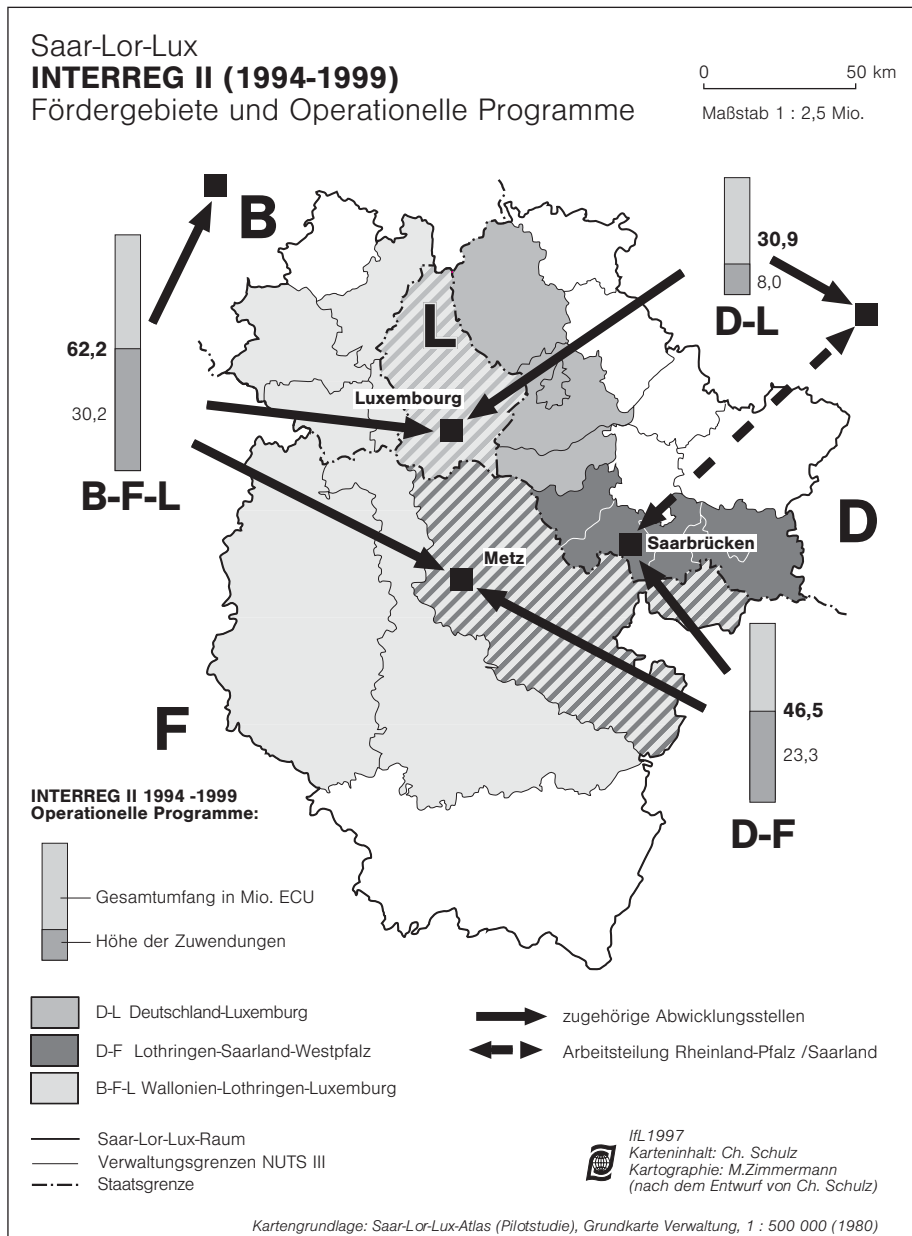 Saar-Lor-Lux
INTERREG II (1994-1999)
Fördergebiete und Operationelle Programme
0 50 km
Maßstab 1 : 2,5 Mio.
B
30,9
8,0
D-L
62,2
30,2
B-F-L
L
Luxembourg
D
Saarbrücken
Metz
F
46,5
23,3
D-F
INTERREG II 1994 -1999
Operationelle Programme:
Gesamtumfang in Mio. ECU
Höhe der Zuwendungen
D-L Deutschland-Luxemburg
D-F Lothringen-Saarland-Westpfalz
B-F-L Wallonien-Lothringen-Luxemburg
zugehörige Abwicklungsstellen
Arbeitsteilung Rheinland-Pfalz /Saarland
Saar-Lor-Lux-Raum
Verwaltungsgrenzen NUTS III
Staatsgrenze
IfL1997
Karteninhalt: Ch. Schulz
Kartographie: M.Zimmermann
(nach dem Entwurf von Ch. Schulz)
Kartengrundlage: Saar-Lor-Lux-Atlas (Pilotstudie), Grundkarte Verwaltung, 1 : 500 000 (1980)